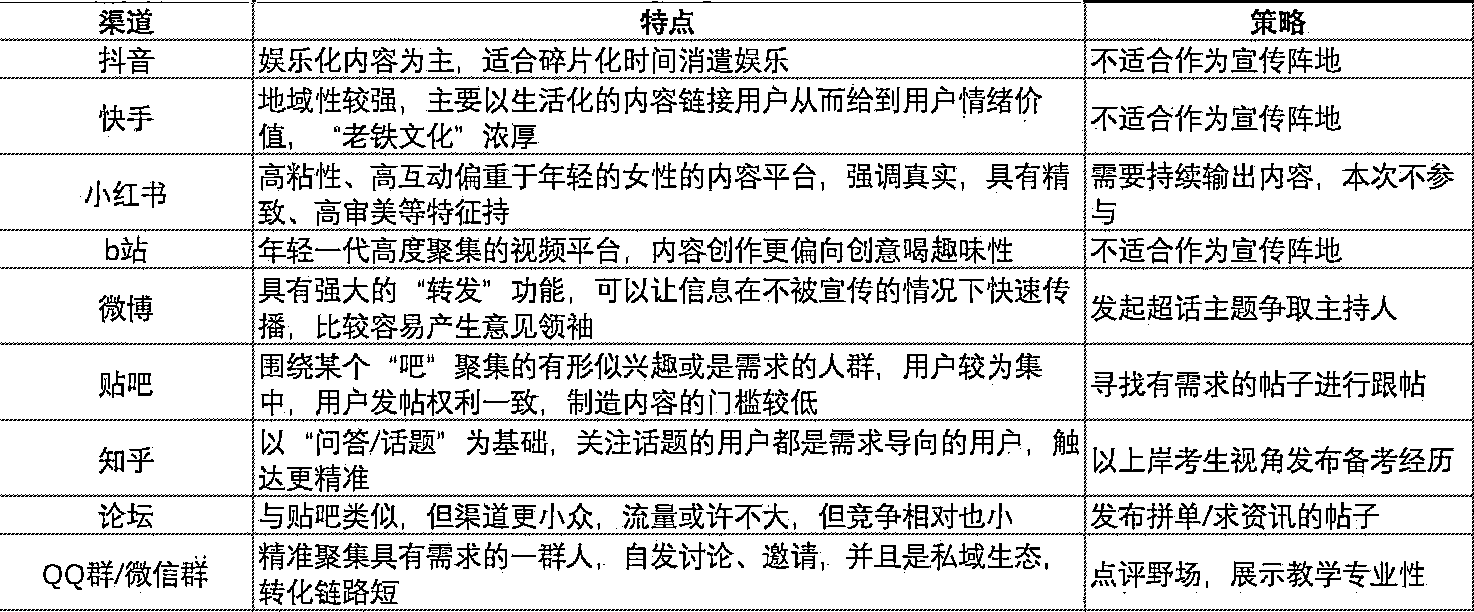 渠道 特点 策略
抖音 娱乐化内容为主，适合碎片化时间消遣娱乐 不适合作为宣传阵地
快手 地域性较强，主要以生活化的内容链接用户从而给到用户情绪价
值，“老铁文化”浓厚 不适合作为宣传阵地
小红书 高粘性、高互动偏重于年轻的女性的内容平台，强调真实，具有精
致、高审美等特征持 需要持续输出内容，本次不参
与
b站 年轻一代高度聚集的视频平台，内容创作更偏向创意喝趣味性 不适合作为宣传阵地
微博 具有强大的“转发”功能，可以让信息在不被宣传的情况下快速传
播，比较容易产生意见领袖 发起超话主题争取主持人
贴吧 围绕某个“吧”聚集的有形似兴趣或是需求的人群，用户较为集
中，用户发帖权利一致，制造内容的门槛较低 寻找有需求的帖子进行跟帖
知乎 以“问答/话题”为基础，关注话题的用户都是需求导向的用户，触
达更精准 以上岸考生视角发布备考经历
论坛 与贴吧类似，但渠道更小众，流量或许不大，但竞争相对也小 发布拼单/求资讯的帖子
QQ群/微信群 精准聚集具有需求的一群人，自发讨论、邀请，并且是私域生态，
转化链路短 点评野场，展示教学专业性